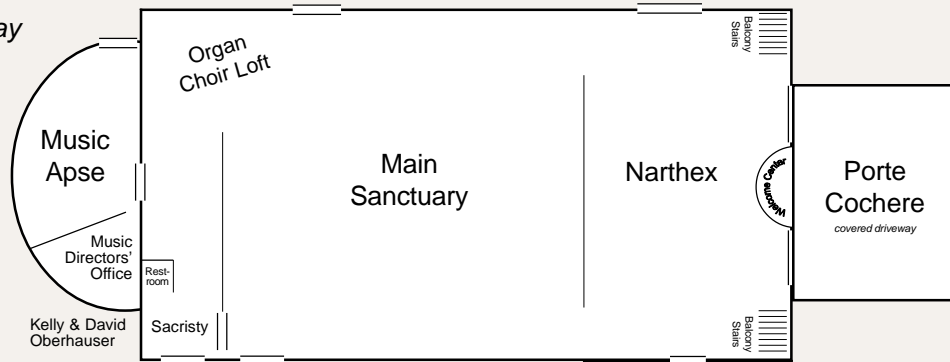 ay
Organ
Choir Loft
Balcony
Stairs
Music
Apse
Main
Sanctuary
Narthex
Welcome Center
Porte
Cochere
covered driveway
Music
Directors'
Office
Rest-
room
Kelly & David
Oberhauser
Sacristy
Balcony
Stairs